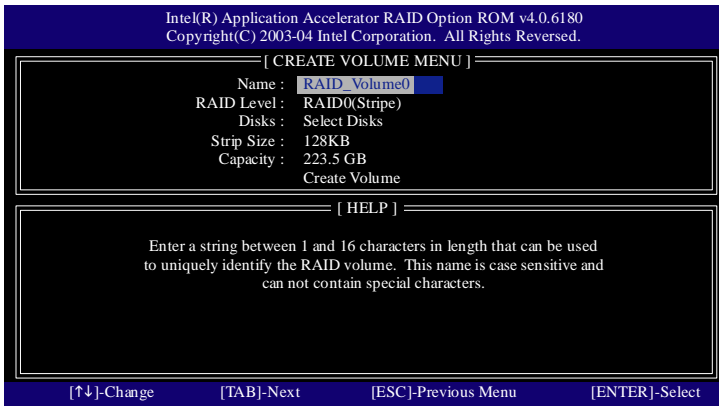 Intel(R) Application Accelerator RAID Option ROM v4.0.6180
Copyright(C) 2003-04 Intel Corporation. All Rights Reversed.
[ CREATE VOLUME MENU ]
Name : RAID_Volume0
RAID Level : RAID0(Stripe)
Disks : Select Disks
Strip Size : 128KB
Capacity : 223.5 GB
Create Volume
[ HELP ]
Enter a string between 1 and 16 characters in length that can be used
to uniquely identify the RAID volume. This name is case sensitive and
can not contain special characters.
[↑↓]-Change [TAB]-Next [ESC]-Previous Menu [ENTER]-Select